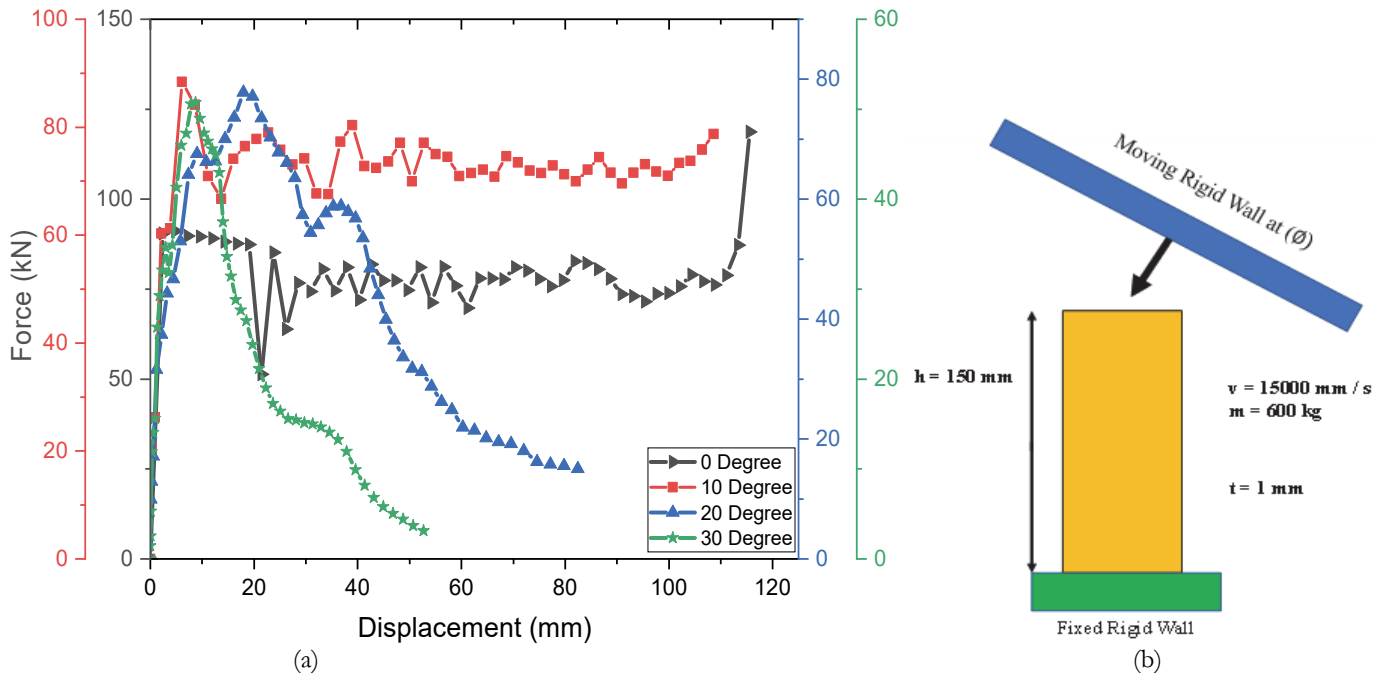 100
80
60
40
20
0
Force (kN)
150
100
50
0
0 Degree
10 Degree
20 Degree
30 Degree
0
20
40
60
80
100
120
Displacement (mm)
80
60
40
20
0
60
40
20
0
(a)
Moving Rigid Wall at (Ø)
h = 150 mm
v = 15000 mm / s
m = 600 kg
t = 1 mm
Fixed Rigid Wall
(b)